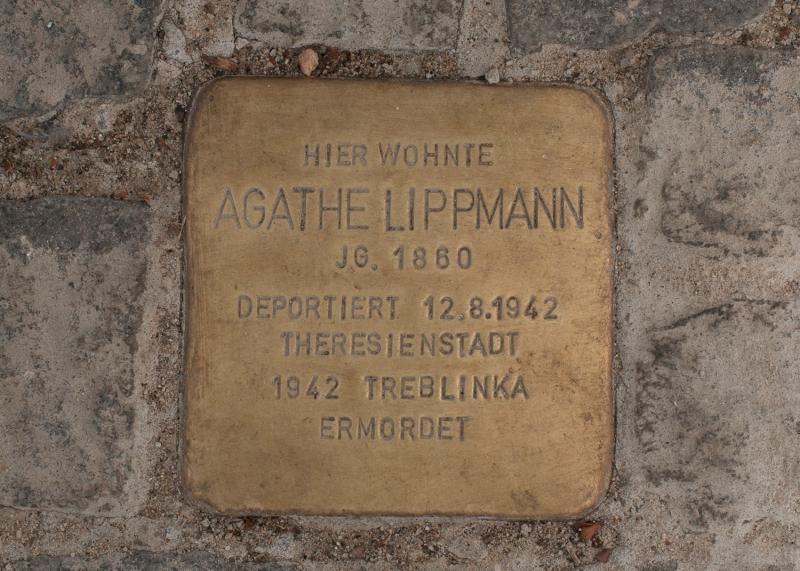 HIER WOHNTE
AGATHE LIPPMANN
JG. 1860
DEPORTIERT 12.8.1942
THERESIENSTADT
1942 TREBLINKA
ERMORDET